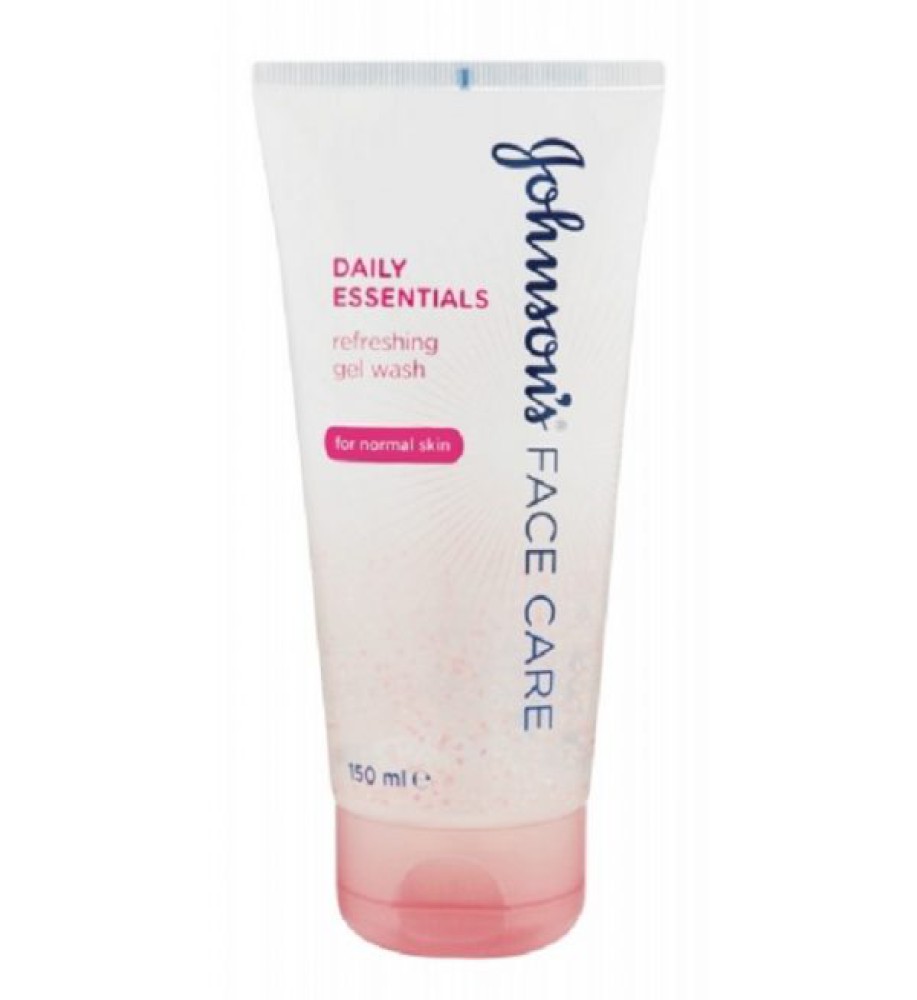 Johnson's® FACE CARE
DAILY
ESSENTIALS
refreshing
gel wash
for normal skin
150 ml ℮